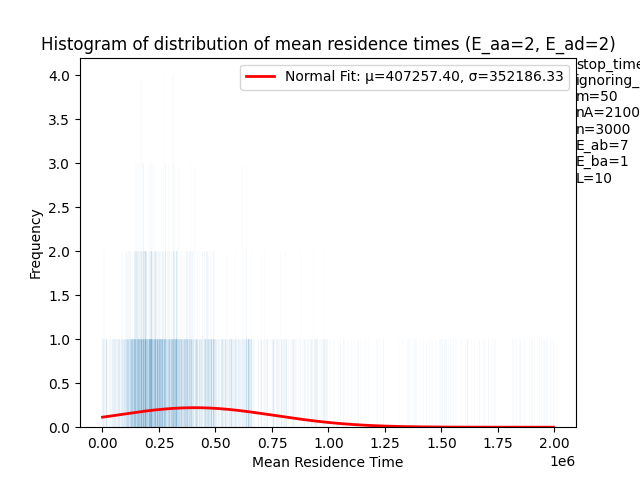 Histogram of distribution of mean residence times (E_aa=2, E_ad=2)
Normal Fit: μ=407257.40, σ=352186.33
stop_time
ignoring_
m=50
nA=2100
n=3000
E_ab=7
E_ba=1
L=10
4.0
3.5
3.0
2.5
2.0
1.5
1.0
0.5
0.0
Frequency
0.00 0.25 0.50 0.75 1.00 1.25 1.50 1.75 2.00
1e6
Mean Residence Time